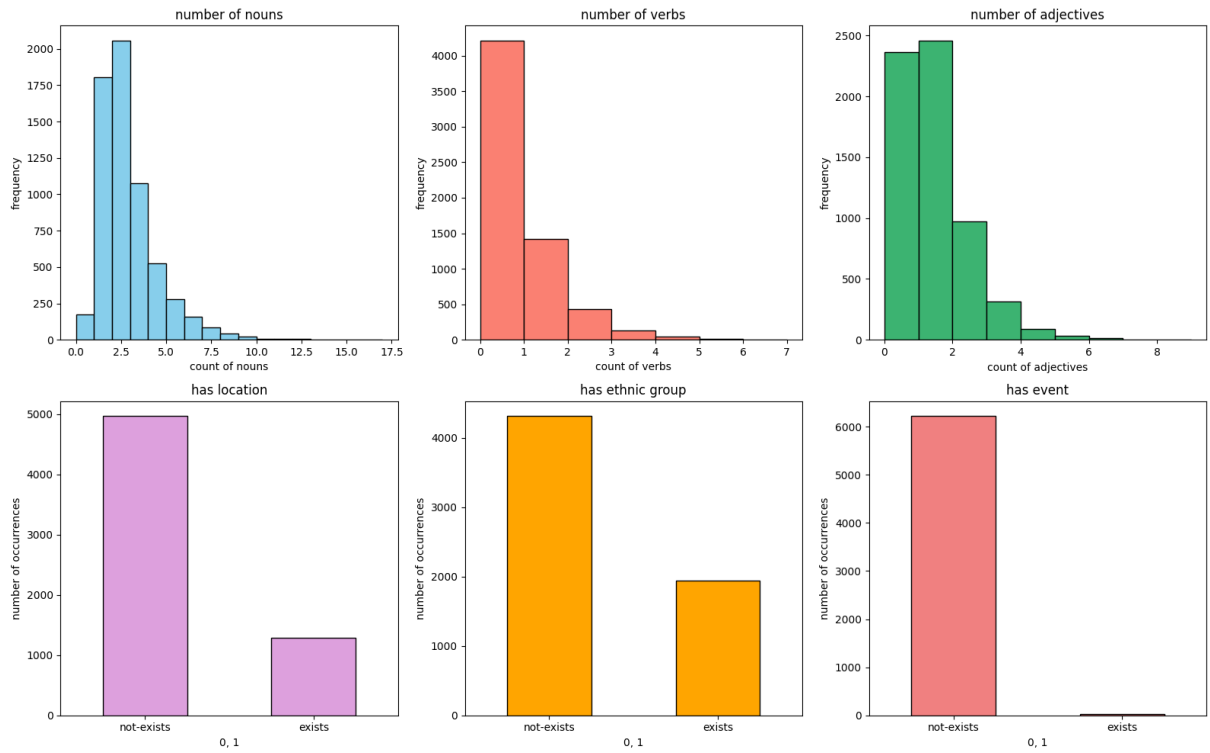 number of nouns
frequency
2000
1750
1500
1250
1000
750
500
250
0
0.0 2.5 5.0 7.5 10.0 12.5 15.0 17.5
count of nouns
number of verbs
frequency
4000
3500
3000
2500
2000
1500
1000
500
0
0 1 2 3 4 5 6 7
count of verbs
number of adjectives
frequency
2500
2000
1500
1000
500
0
0 2 4 6 8
count of adjectives
has location
number of occurrences
5000
4000
3000
2000
1000
0
not-exists exists
0, 1
has ethnic group
number of occurrences
4000
3000
2000
1000
0
not-exists exists
0, 1
has event
number of occurrences
6000
5000
4000
3000
2000
1000
0
not-exists exists
0, 1